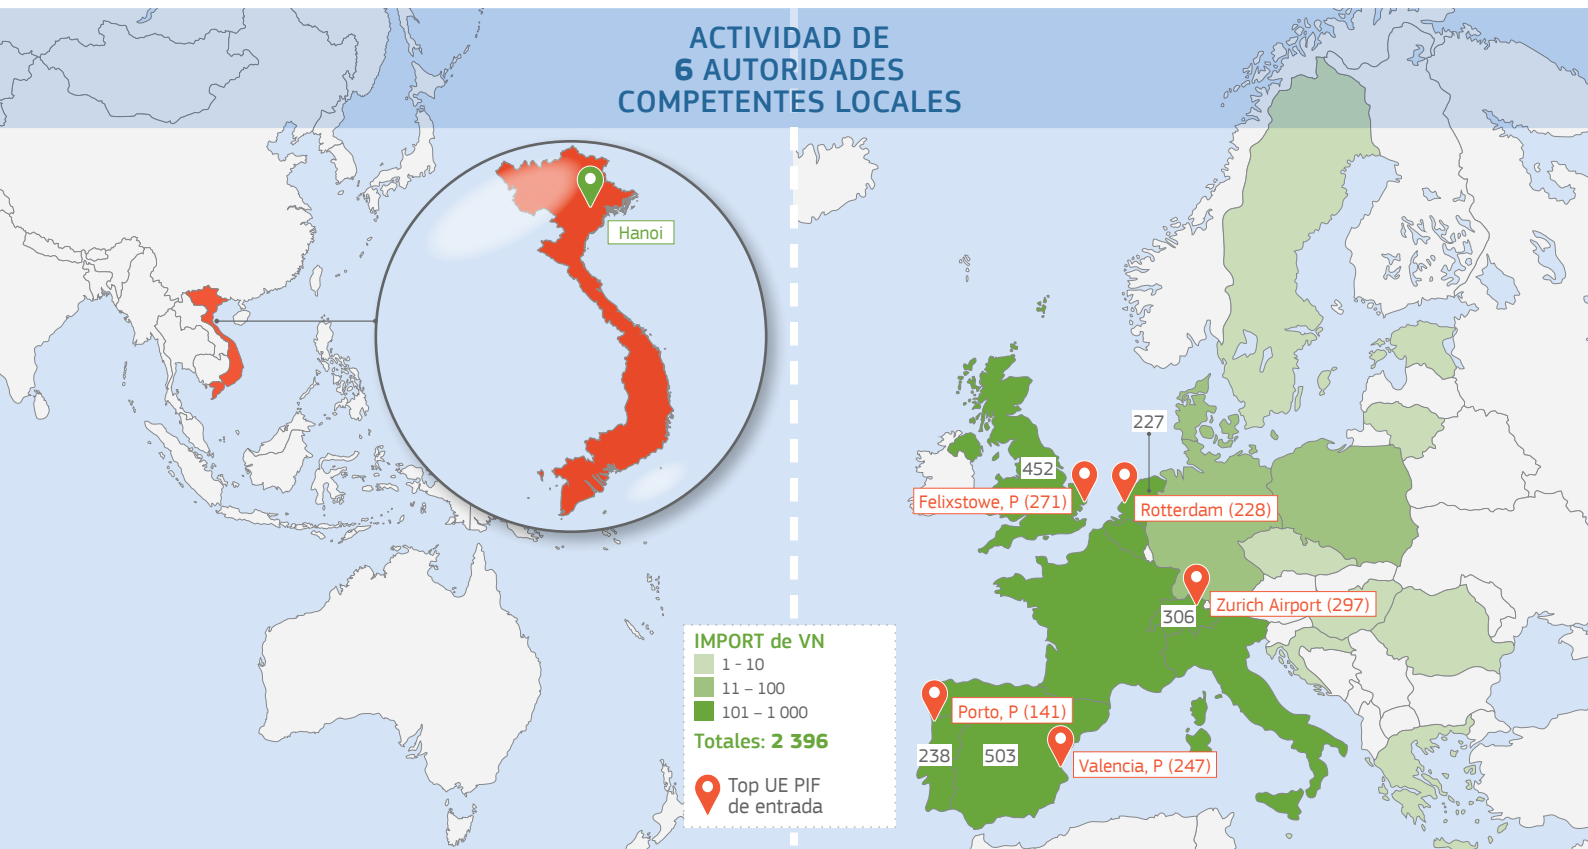 ACTIVIDAD DE
6 AUTORIDADES
COMPETENTES LOCALES
Hanoi
227
452
Felixstowe, P (271)
Rotterdam (228)
Zurich Airport (297)
306
Porto, P (141)
238
503
Valencia, P (247)
IMPORT de VN
1 - 10
11 – 100
101 – 1 000
Totales: 2 396
Top UE PIF
de entrada